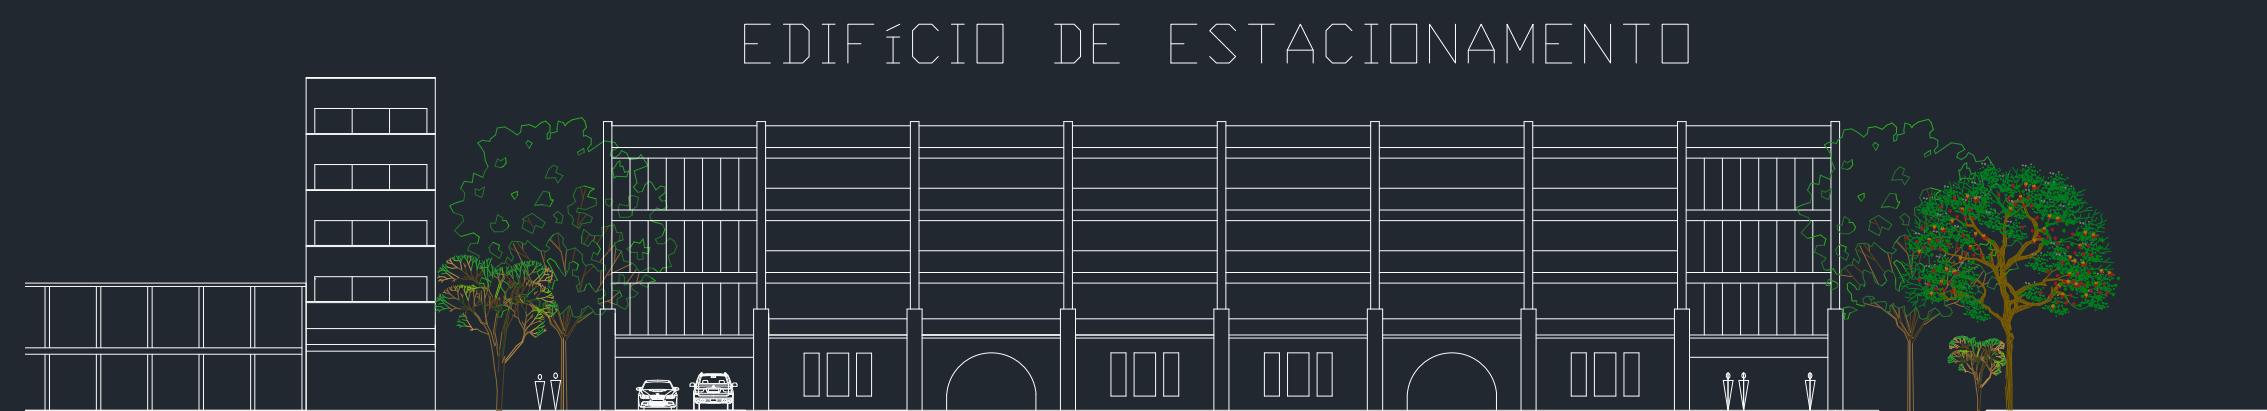 EDIFíCIO DE ESTACIONAMENTO